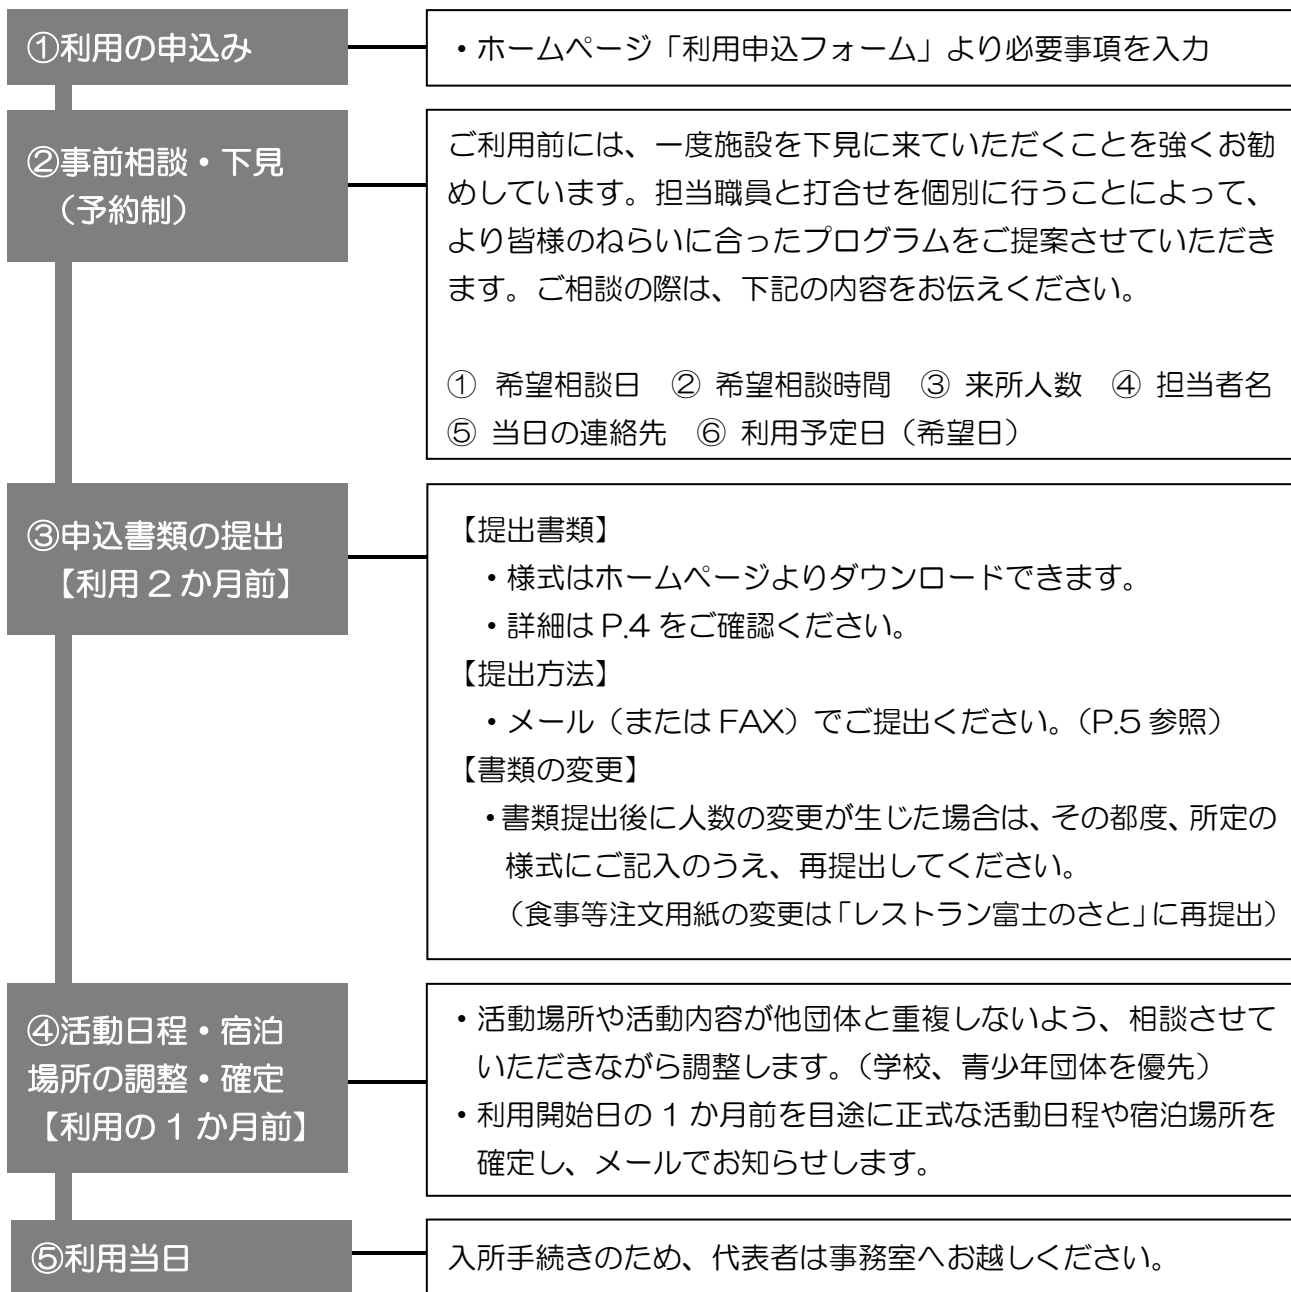 ①利用の申込み
・ホームページ「利用申込フォーム」より必要事項を入力
②事前相談・下見
（予約制）
ご利用前には、一度施設を下見に来ていただくことを強くお勧
めしています。担当職員と打合せを個別に行うことによって、
より皆様のねらいに合ったプログラムをご提案させていただき
ます。ご相談の際は、下記の内容をお伝えください。
① 希望相談日　② 希望相談時間　③ 来所人数　④ 担当者名
⑤ 当日の連絡先　⑥ 利用予定日（希望日）
③申込書類の提出
【利用２か月前】
【提出書類】
・様式はホームページよりダウンロードできます。
・詳細は P.4 をご確認ください。
【提出方法】
・メール（または FAX）でご提出ください。（P.5 参照）
【書類の変更】
・書類提出後に人数の変更が生じた場合は、その都度、所定の
様式にご記入のうえ、再提出してください。
（食事等注文用紙の変更は「レストラン富士のさと」に再提出）
④活動日程・宿泊
場所の調整・確定
【利用の１か月前】
・活動場所や活動内容が他団体と重複しないよう、相談させて
いただきながら調整します。（学校、青少年団体を優先）
・利用開始日の 1 か月前を目途に正式な活動日程や宿泊場所を
確定し、メールでお知らせします。
⑤利用当日
入所手続きのため、代表者は事務室へお越しください。